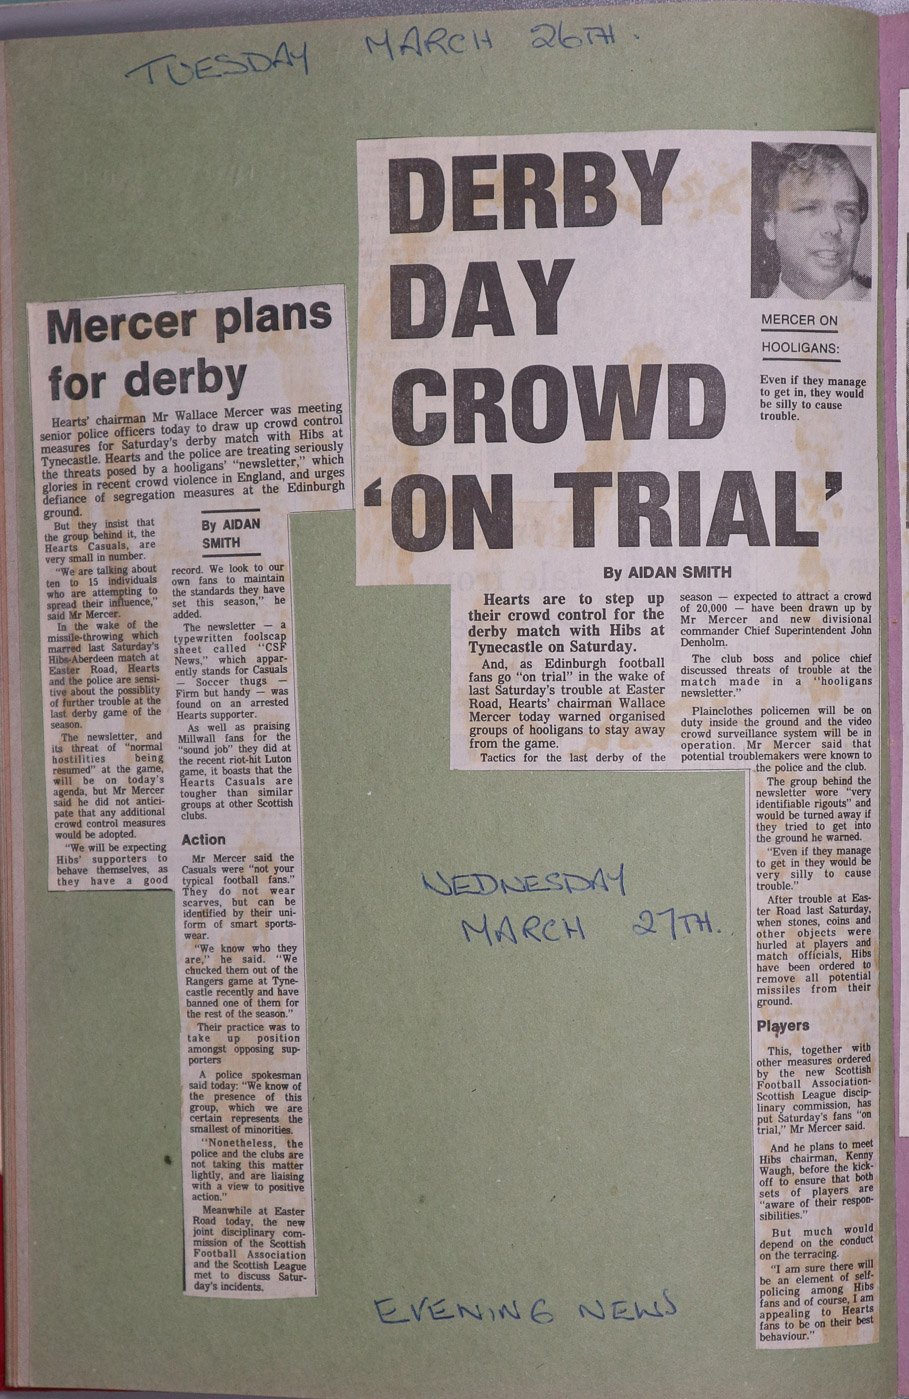 TUESDAY MARCH 26TH.
Mercer plans
for derby
Hearts' chairman Mr Wallace Mercer was meeting
senior police officers today to draw up crowd control
measures for Saturday's derby match with Hibs at
Tynecastle. Hearts and the police are treating seriously
the threats posed by a hooligans' "newsletter," which
glories in recent crowd violence in England, and urges
defiance of segregation measures at the Edinburgh
ground.
But they insist that
the group behind it, the
Hearts Casuals, are
very small in number.
"We are talking about
ten to 15 individuals
who are attempting to
spread their influence,"
said Mr Mercer.
In the wake of the
missile-throwing which
marred last Saturday's
Hibs-Aberdeen match at
Easter Road, Hearts
and the police are sensi-
tive about the possiblity
of further trouble at the
last derby game of the
season.
The newsletter, and
its threat of "normal
hostilities being
resumed" at the game,
will be on today's
agenda, but Mr Mercer
said he did not antici-
pate that any additional
crowd control measures
would be adopted.
"We will be expecting
Hibs' supporters to
behave themselves, as
they have a good
By AIDAN
SMITH
record. We look to our
own fans to maintain
the standards they have
set this season," he
added.
The newsletter — a
typewritten foolscap
sheet called "CSF
News," which appar-
ently stands for Casuals
— Soccer thugs —
Firm but handy — was
found on an arrested
Hearts supporter.
As well as praising
Millwall fans for the
"sound job" they did at
the recent riot-hit Luton
game, it boasts that the
Hearts Casuals are
tougher than similar
groups at other Scottish
clubs.
Action
Mr Mercer said the
Casuals were "not your
typical football fans."
They do not wear
scarves, but can be
identified by their uni-
form of smart sports-
wear.
"We know who they
are," he said. "We
chucked them out of the
Rangers game at Tyne-
castle recently and have
banned one of them for
the rest of the season."
Their practice was to
take up position
amongst opposing sup-
porters
A police spokesman
said today: "We know of
the presence of this
group, which we are
certain represents the
smallest of minorities.
"Nonetheless, the
police and the clubs are
not taking this matter
lightly, and are liaising
with a view to positive
action."
Meanwhile at Easter
Road today, the new
joint disciplinary com-
mission of the Scottish
Football Association
and the Scottish League
met to discuss Satur-
day's incidents.
DERBY
DAY
CROWD
'ON TRIAL'
MERCER ON
HOOLIGANS:
Even if they manage
to get in, they would
be silly to cause
trouble.
By AIDAN SMITH
Hearts are to step up
their crowd control for the
derby match with Hibs at
Tynecastle on Saturday.
And, as Edinburgh football
fans go "on trial" in the wake of
last Saturday's trouble at Easter
Road, Hearts' chairman Wallace
Mercer today warned organised
groups of hooligans to stay away
from the game.
Tactics for the last derby of the
season — expected to attract a crowd
of 20,000 — have been drawn up by
Mr Mercer and new divisional
commander Chief Superintendent John
Denholm.
The club boss and police chief
discussed threats of trouble at the
match made in a "hooligans
newsletter."
Plainclothes policemen will be on
duty inside the ground and the video
crowd surveillance system will be in
operation. Mr Mercer said that
potential troublemakers were known to
the police and the club.
The group behind the
newsletter wore "very
identifiable rigouts" and
would be turned away if
they tried to get into
the ground he warned.
"Even if they manage
to get in they would be
very silly to cause
trouble."
After trouble at Eas-
ter Road last Saturday,
when stones, coins and
other objects were
hurled at players and
match officials, Hibs
have been ordered to
remove all potential
missiles from their
ground.
Players
This, together with
other measures ordered
by the new Scottish
Football Association-
Scottish League discip-
linary commission, has
put Saturday's fans "on
trial," Mr Mercer said.
And he plans to meet
Hibs chairman, Kenny
Waugh, before the kick-
off to ensure that both
sets of players are
"aware of their respon-
sibilities."
But much would
depend on the conduct
on the terracing.
"I am sure there will
be an element of self-
policing among Hibs
fans and of course, I am
appealing to Hearts
fans to be on their best
behaviour."
WEDNESDAY
MARCH 27TH.
EVENING NEWS